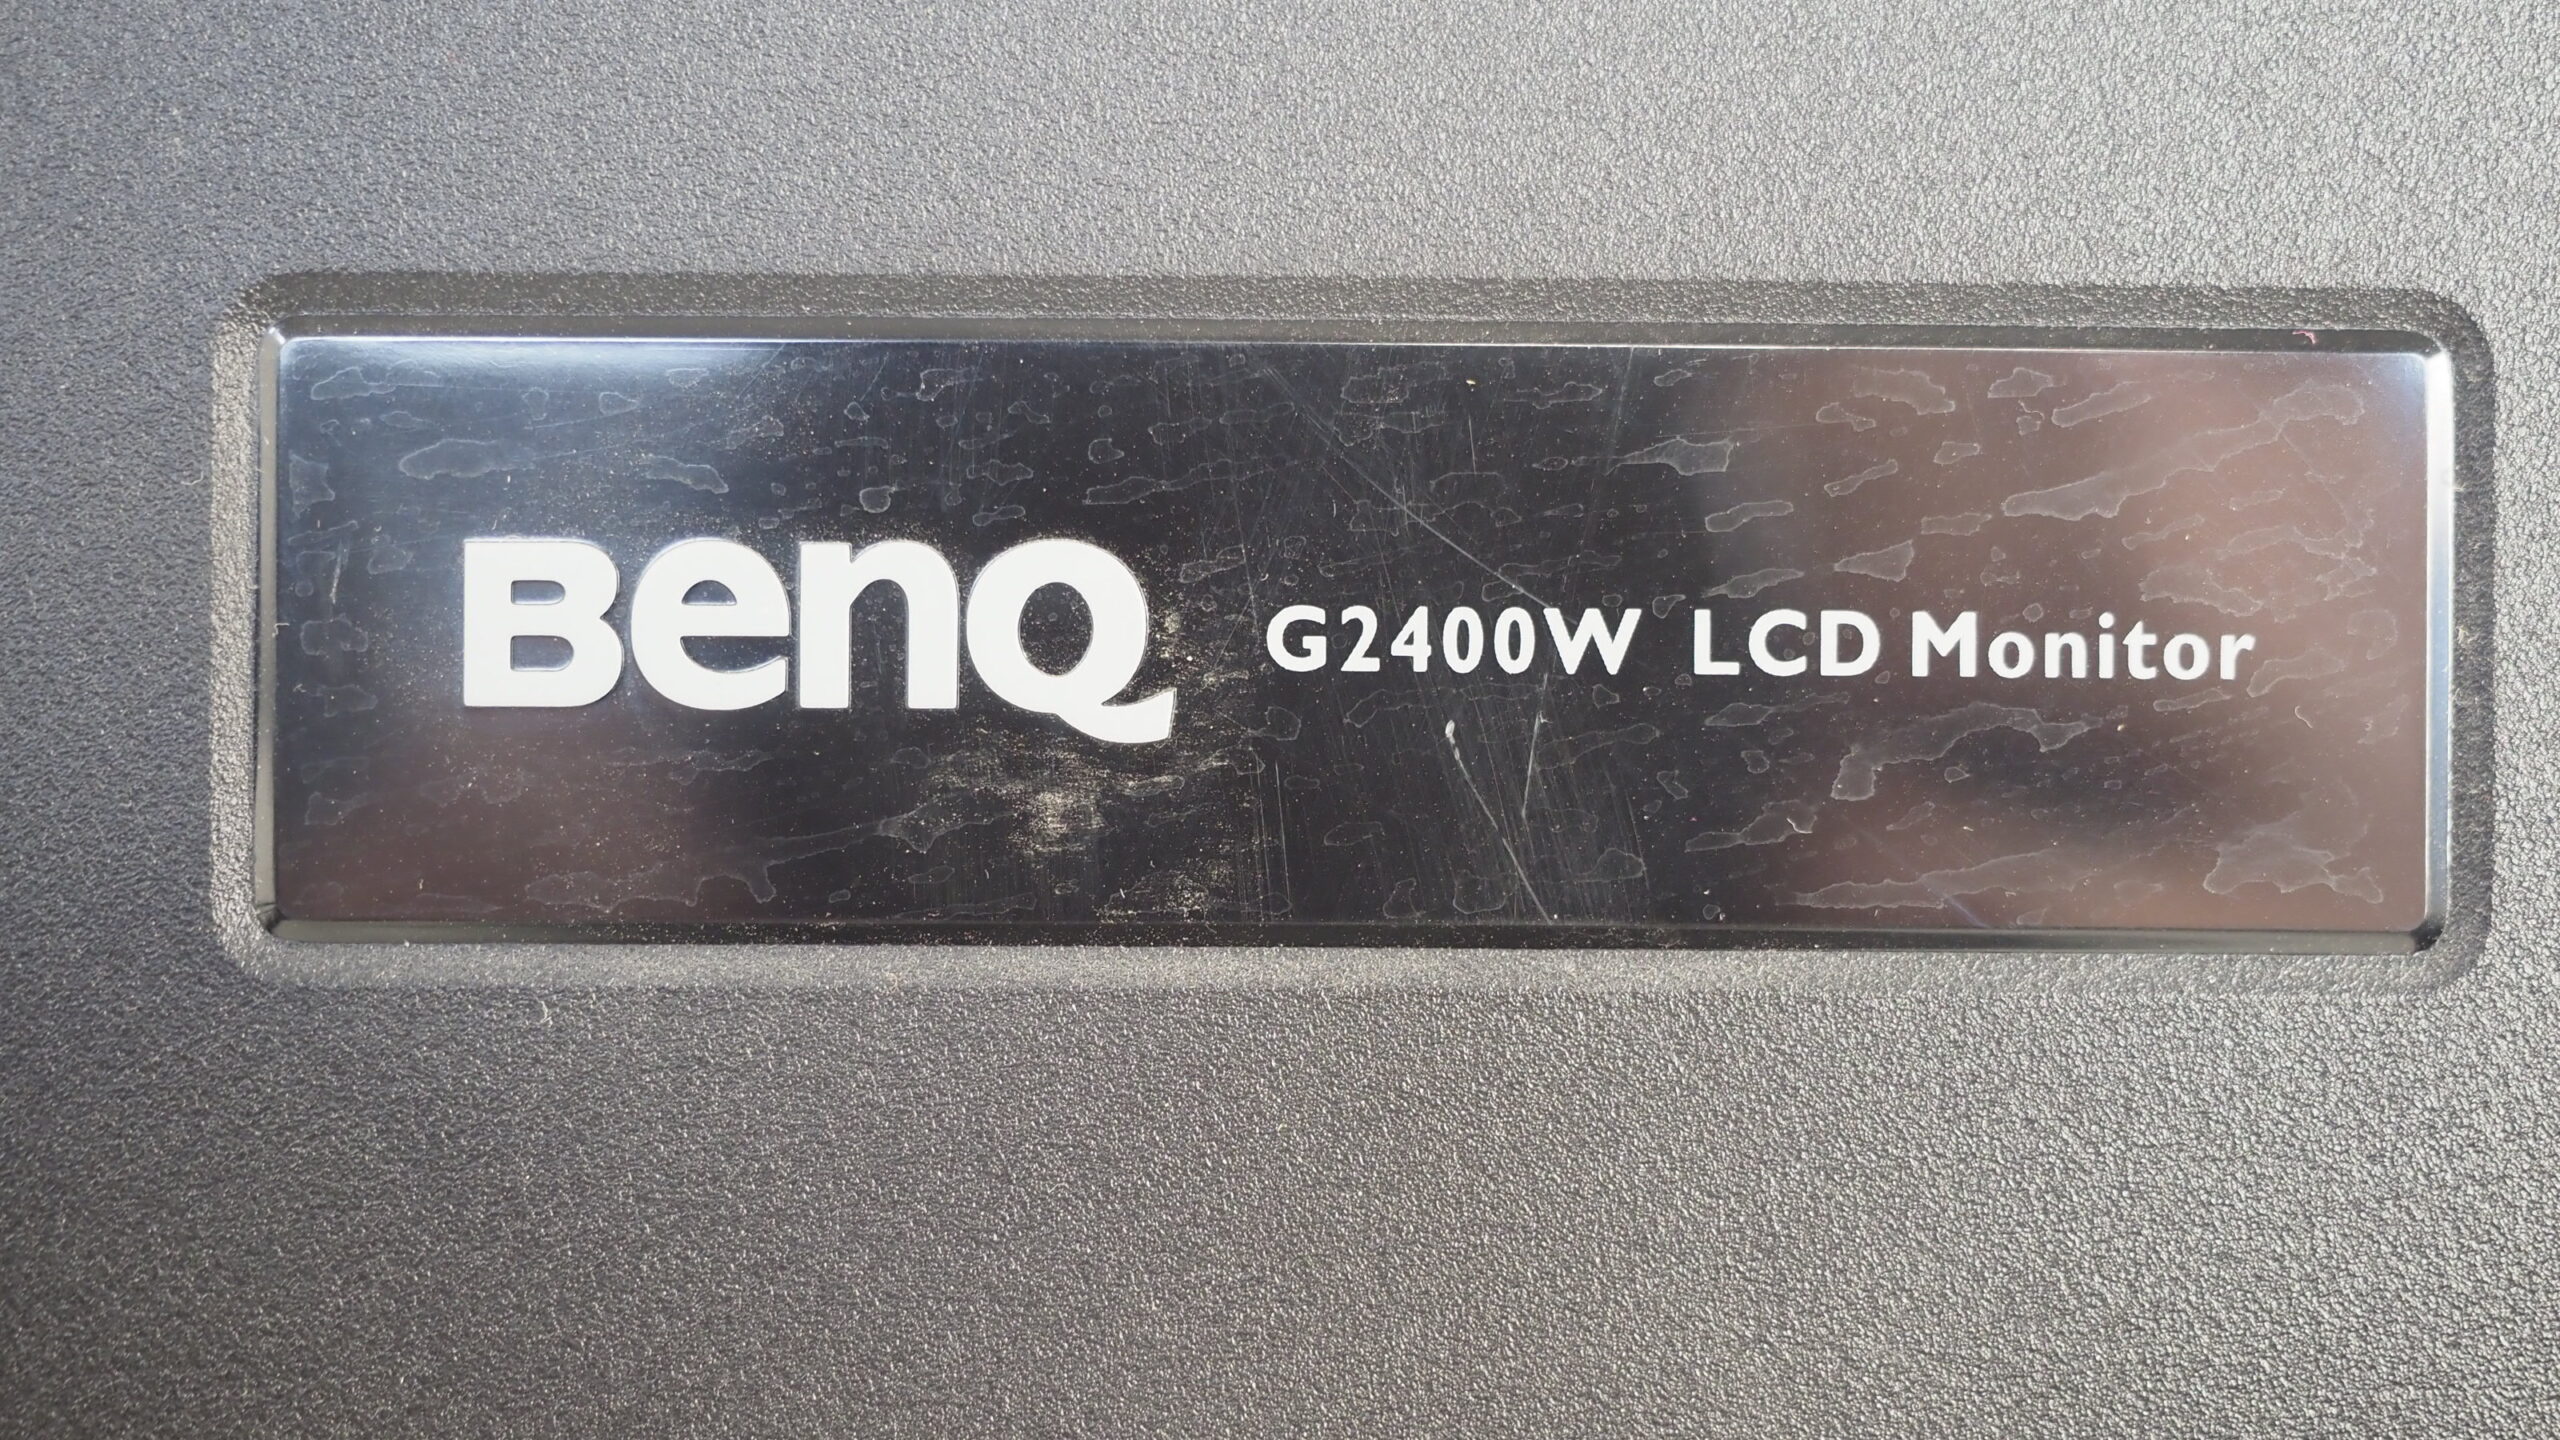 BenQ G2400W LCD Monitor